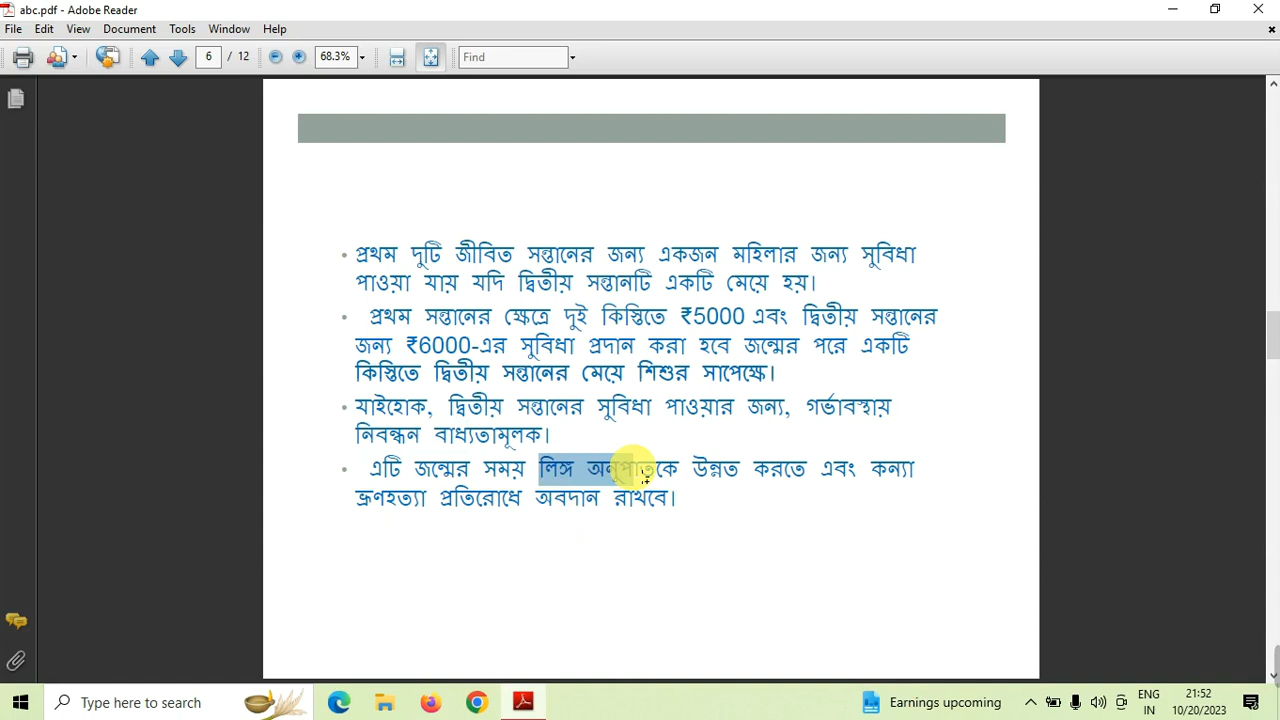 abc.pdf - Adobe Reader
File Edit View Document Tools Window Help
6 / 12 68.3% Find
প্রথম দুটি জীবিত সন্তানের জন্য একজন মহিলার জন্য সুবিধা
পাওয়া যায় যদি দ্বিতীয় সন্তানটি একটি মেয়ে হয়।
প্রথম সন্তানের ক্ষেত্রে দুই কিস্তিতে ₹5000 এবং দ্বিতীয় সন্তানের
জন্য ₹6000-এর সুবিধা প্রদান করা হবে জন্মের পরে একটি
কিস্তিতে দ্বিতীয় সন্তানের মেয়ে শিশুর সাপেক্ষে।
যাইহোক, দ্বিতীয় সন্তানের সুবিধা পাওয়ার জন্য, গর্ভাবস্থায়
নিবন্ধন বাধ্যতামূলক।
এটি জন্মের সময় লিঙ্গ অনুপাতকে উন্নত করতে এবং কন্যা
ভ্রূণহত্যা প্রতিরোধে অবদান রাখবে।
Type here to search
Earnings upcoming
ENG
IN
21:52
10/20/2023